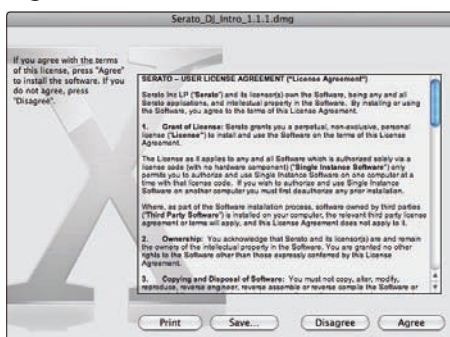 Serato_DJ_Intro_1.1.1.dmg
If you agree with the terms
of this license, press "Agree"
to install the software. If you
do not agree, press
"Disagree".
SERATO – USER LICENSE AGREEMENT ("License Agreement")
Serato Inc LP ("Serato") and its licensor(s) own the Software, being any and all
Serato applications, and intellectual property in the Software. By installing or using
the Software, you agree to the terms of this License Agreement.
1. Grant of License: Serato grants you a perpetual, non-exclusive, personal
license ("License") to install and use the Software on the terms of this License
Agreement.
The License as it applies to any and all Software which is authorized solely via a
license code (with no hardware component) ("Single Instance Software") only
permits you to authorize and use Single Instance Software on one computer at a
time with that license code. If you wish to authorize and use Single Instance
Software on another computer you must first deauthorize any prior installation.
Where, as part of the Software installation process, software owned by third parties
("Third Party Software") is installed on your computer, the relevant third party license
agreement or terms will apply, and this License Agreement does not apply to it.
2. Ownership: You acknowledge that Serato and its licensor(s) are and remain
the owners of the intellectual property in the Software. You are granted no other
rights to the Software other than those expressly conferred by this License
Agreement.
3. Copying and Disposal of Software: You must not copy, alter, modify,
reproduce, reverse engineer, reverse assemble or reverse compile the Software or
Print Save... Disagree Agree